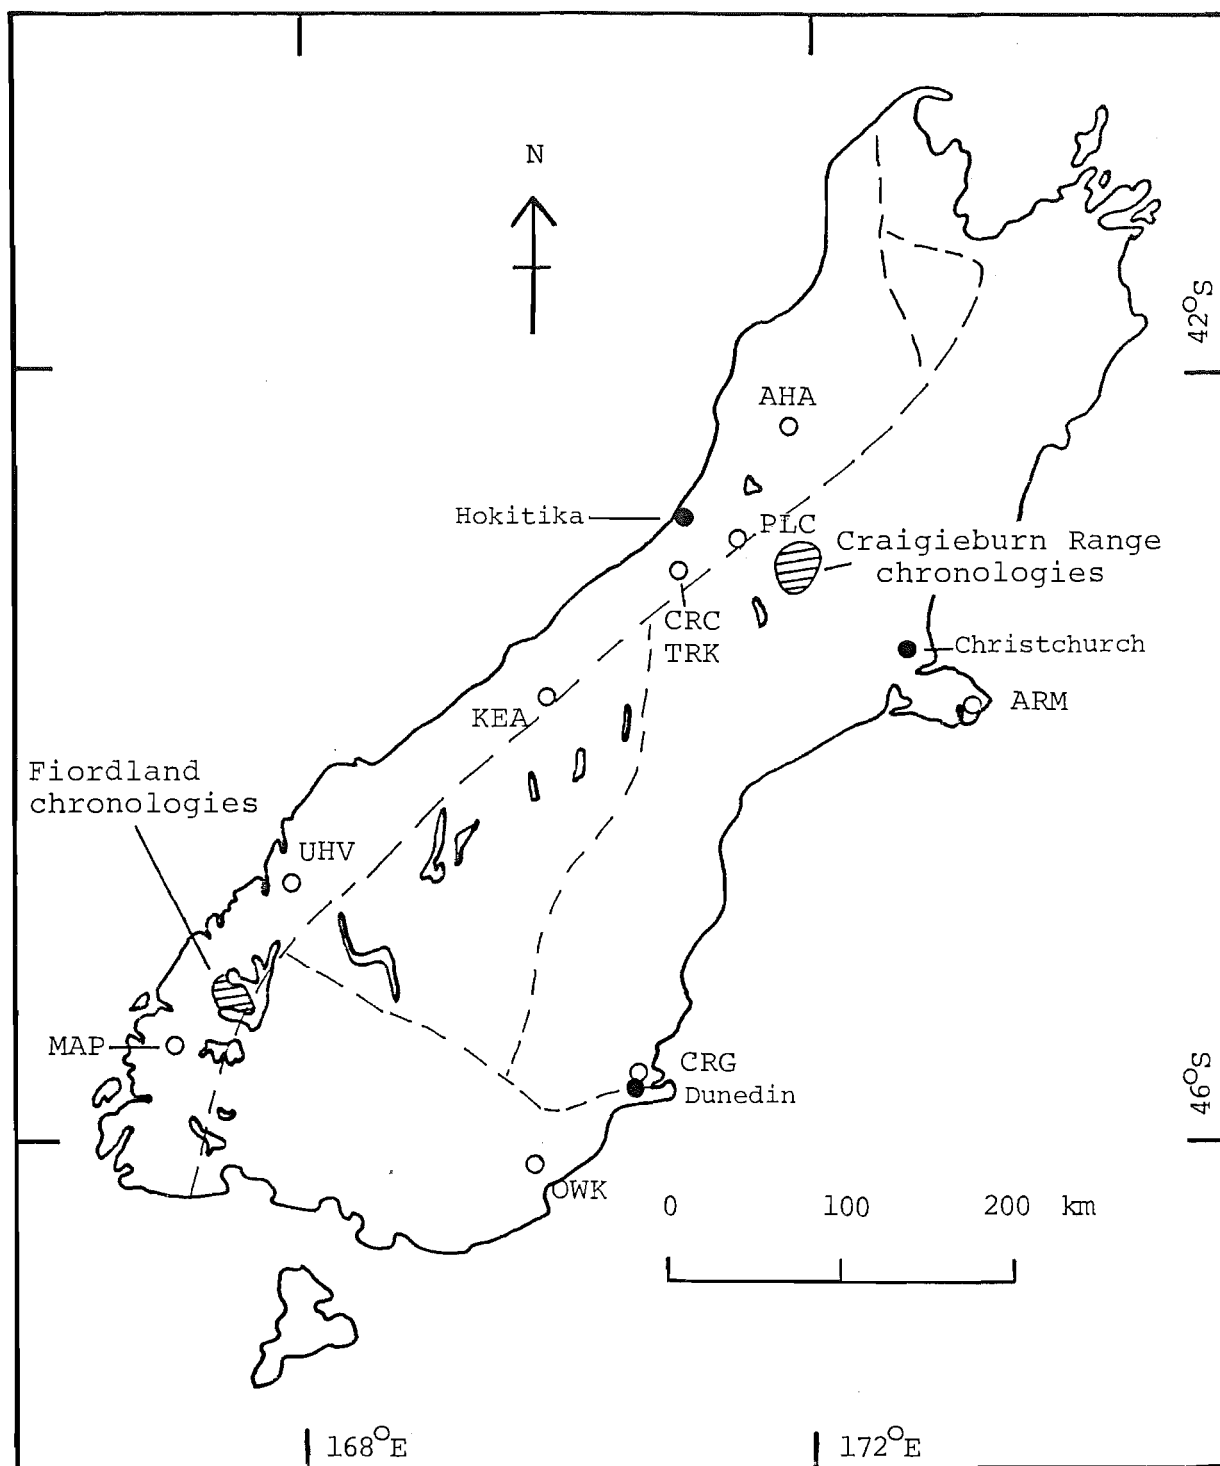 N
42°S
AHA
Hokitika
PLC
Craigieburn Range
chronologies
CRC
TRK
Christchurch
ARM
KEA
Fiordland
chronologies
UHV
MAP
CRG
Dunedin
46°S
OWK
0 100 200 km
168°E
172°E